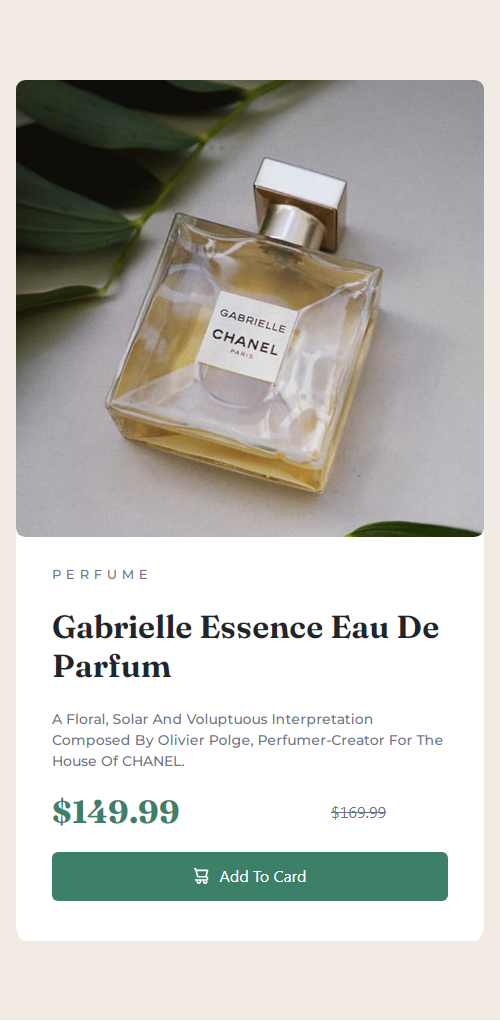 GABRIELLE
CHANEL
PARIS
PERFUME
Gabrielle Essence Eau De
Parfum
A Floral, Solar And Voluptuous Interpretation
Composed By Olivier Polge, Perfumer-Creator For The
House Of CHANEL.
$149.99 $169.99
Add To Card